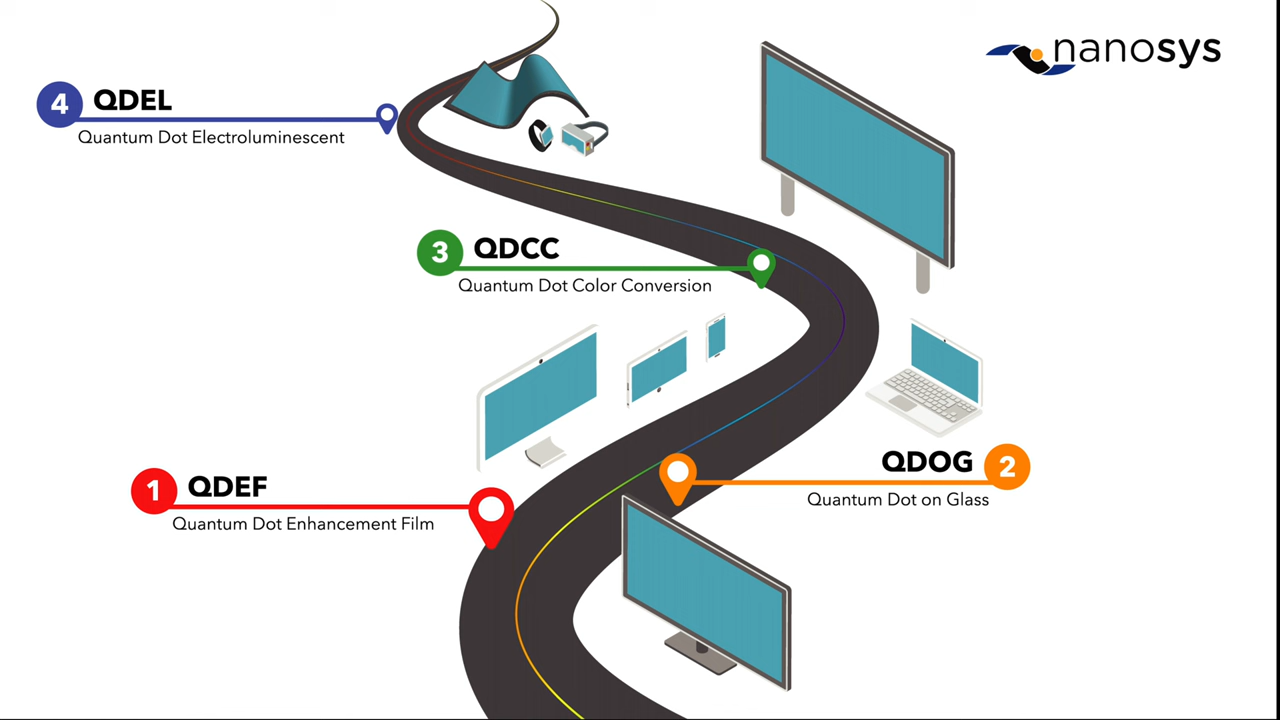 nanosys
4 QDEL
Quantum Dot Electroluminescent
3 QDCC
Quantum Dot Color Conversion
QDOG 2
Quantum Dot on Glass
1 QDEF
Quantum Dot Enhancement Film